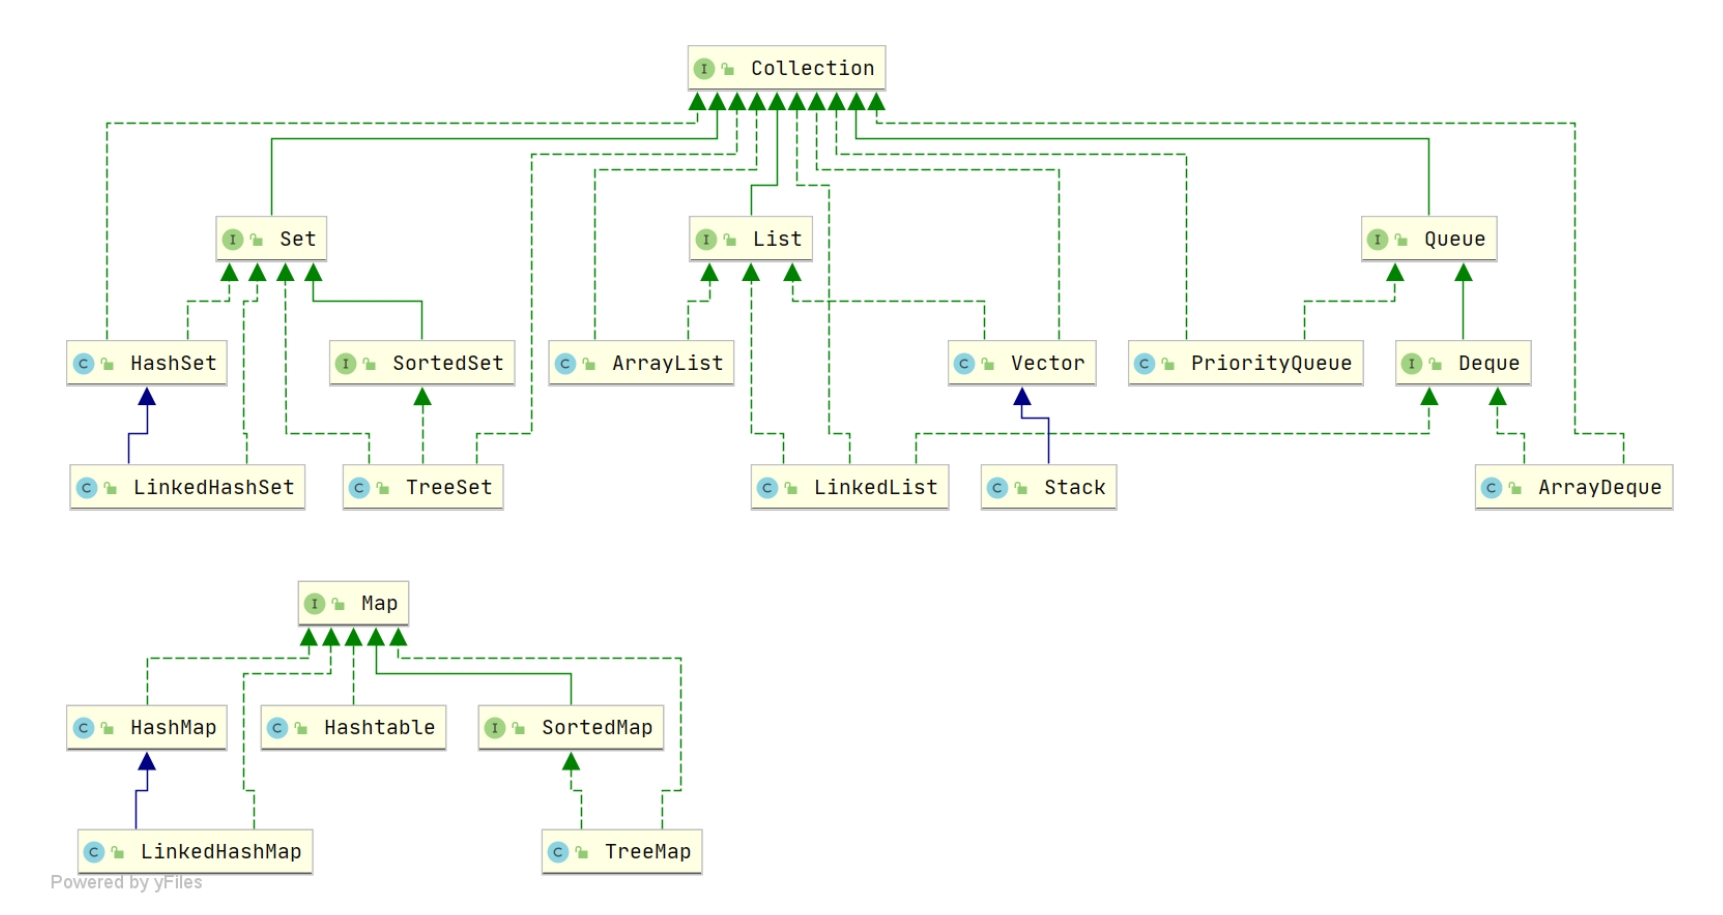 I Collection
I Set
I List
I Queue
C HashSet
I SortedSet
C ArrayList
C Vector
C PriorityQueue
I Deque
C LinkedHashSet
C TreeSet
C LinkedList
C Stack
C ArrayDeque
I Map
C HashMap
C Hashtable
I SortedMap
C LinkedHashMap
C TreeMap
Powered by yFiles